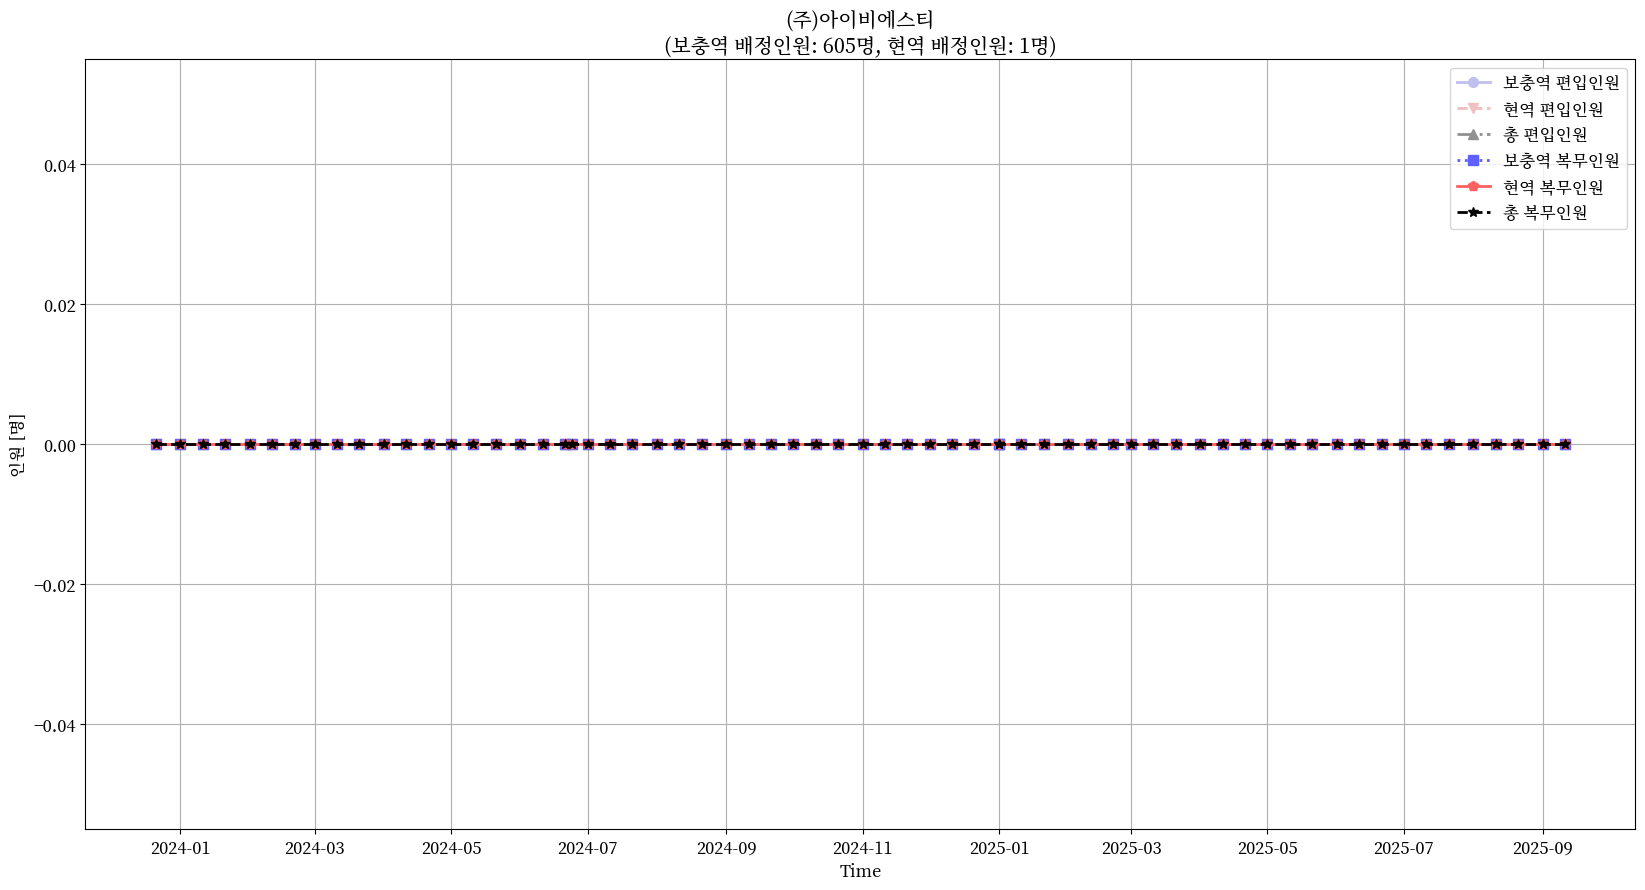 (주)아이비에스티
(보충역 배정인원: 605명, 현역 배정인원: 1명)
보충역 편입인원
현역 편입인원
총 편입인원
보충역 복무인원
현역 복무인원
총 복무인원
인원 [명]
0.04
0.02
0.00
−0.02
−0.04
2024-01 2024-03 2024-05 2024-07 2024-09 2024-11 2025-01 2025-03 2025-05 2025-07 2025-09
Time